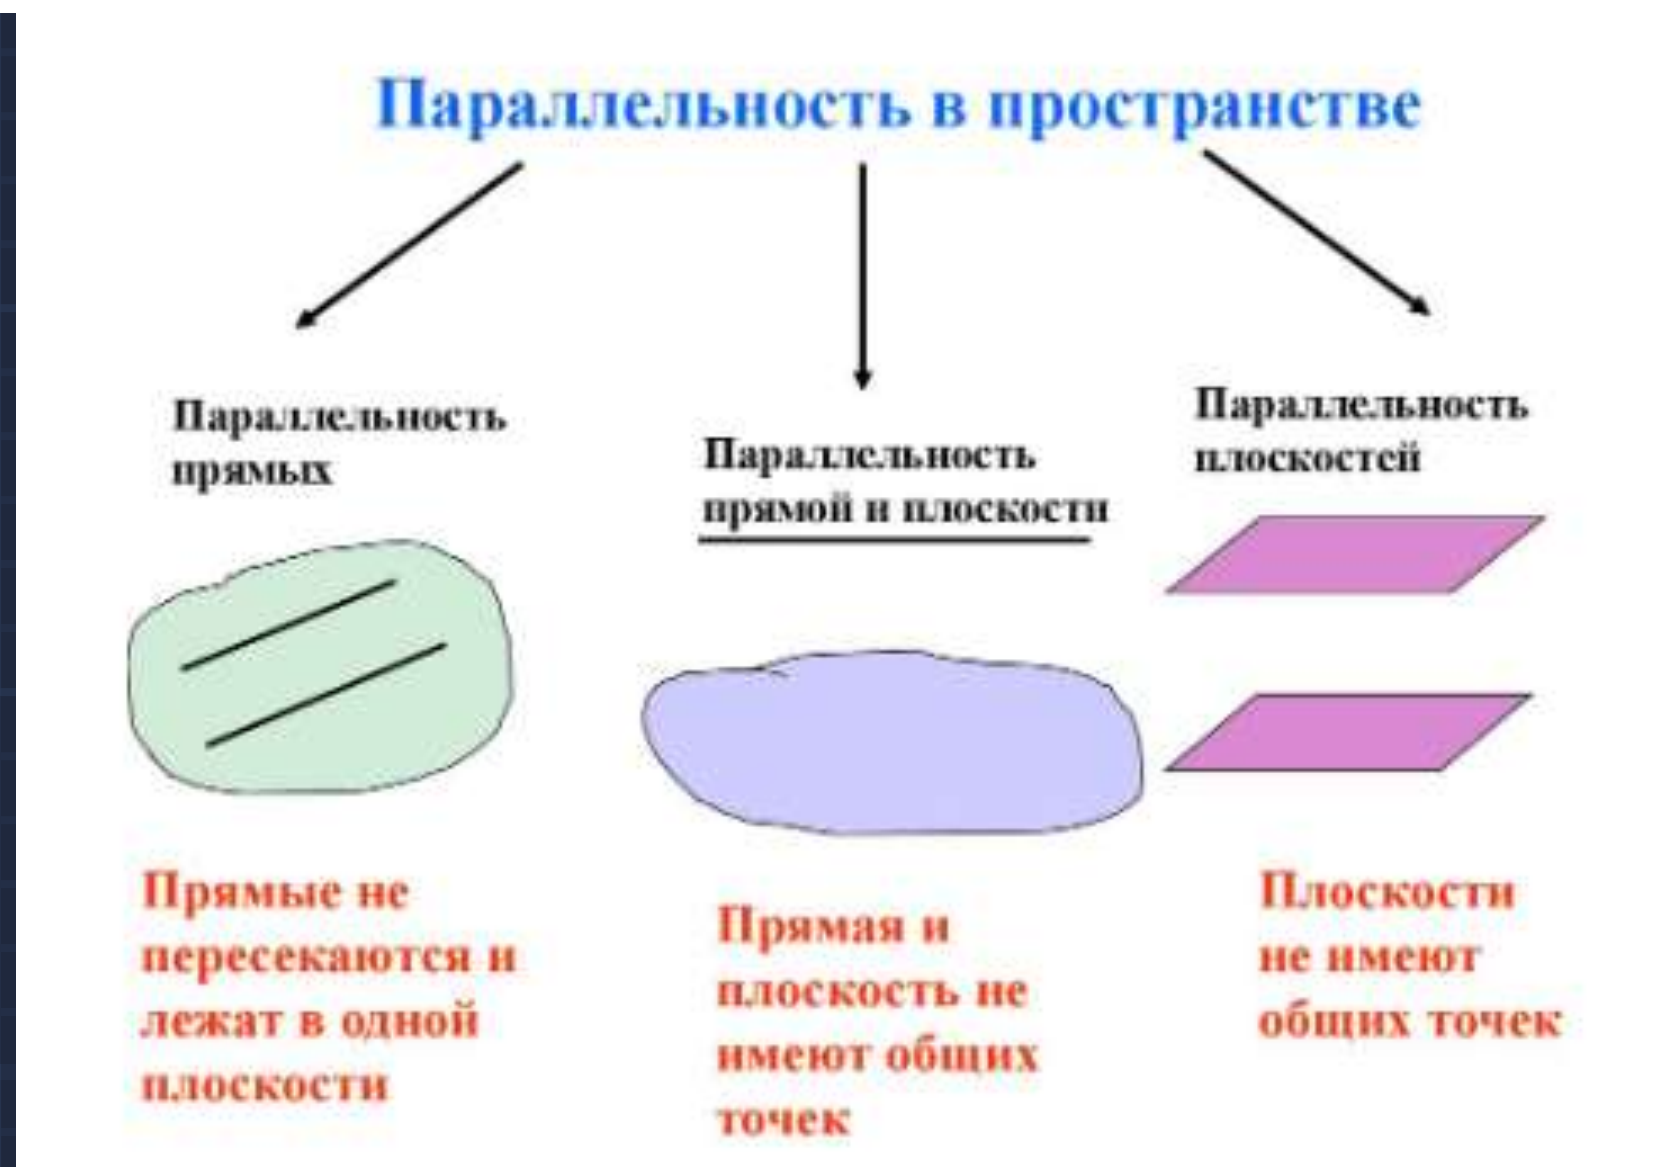 Параллельность в пространстве
Параллельность
прямых
Прямые не
пересекаются и
лежат в одной
плоскости
Параллельность
прямой и плоскости
Прямая и
плоскость не
имеют общих
точек
Параллельность
плоскостей
Плоскости
не имеют
общих точек